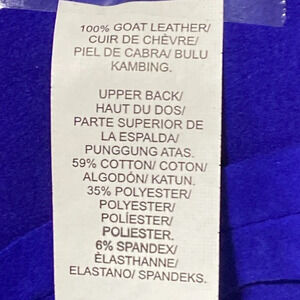 100% GOAT LEATHER/
CUIR DE CHÈVRE/
PIEL DE CABRA/ BULU
KAMBING.
UPPER BACK/
HAUT DU DOS/
PARTE SUPERIOR DE
LA ESPALDA/
PUNGGUNG ATAS.
59% COTTON/ COTON/
ALGODÓN/ KATUN.
35% POLYESTER/
POLYESTER/
POLÍESTER/
POLIESTER.
6% SPANDEX/
ÉLASTHANNE/
ELASTANO/ SPANDEKS.